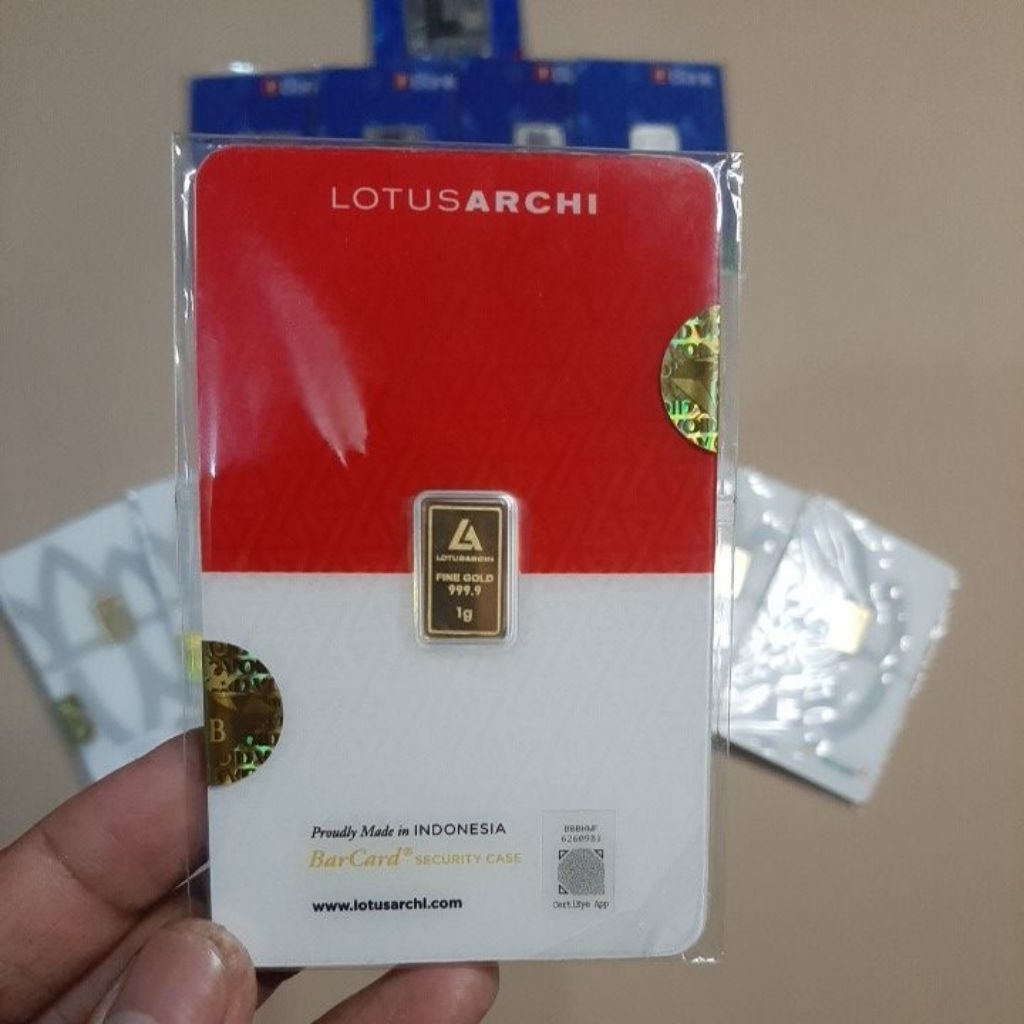 LOTUSARCHI
LOTUSARCHI
FINE GOLD
999.9
1g
B
Proudly Made in INDONESIA
BarCard® SECURITY CASE
www.lotusarchi.com
6260983
CertiEye App